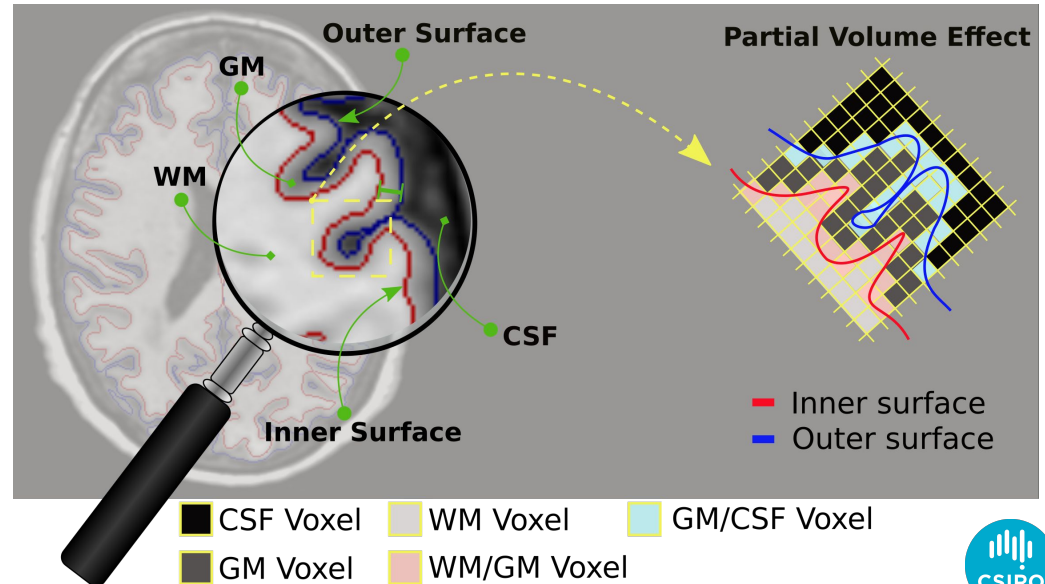 Outer Surface
Partial Volume Effect
GM
WM
CSF
Inner Surface
Inner surface
Outer surface
CSF Voxel
WM Voxel
GM/CSF Voxel
GM Voxel
WM/GM Voxel
CSIRO